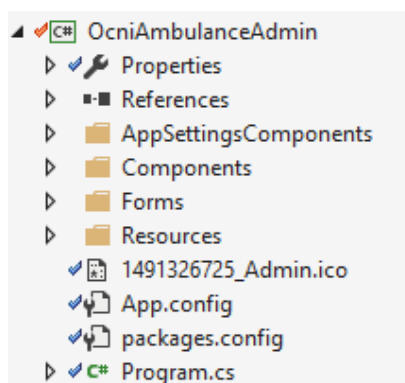 OcniAmbulanceAdmin
Properties
References
AppSettingsComponents
Components
Forms
Resources
1491326725_Admin.ico
App.config
packages.config
Program.cs